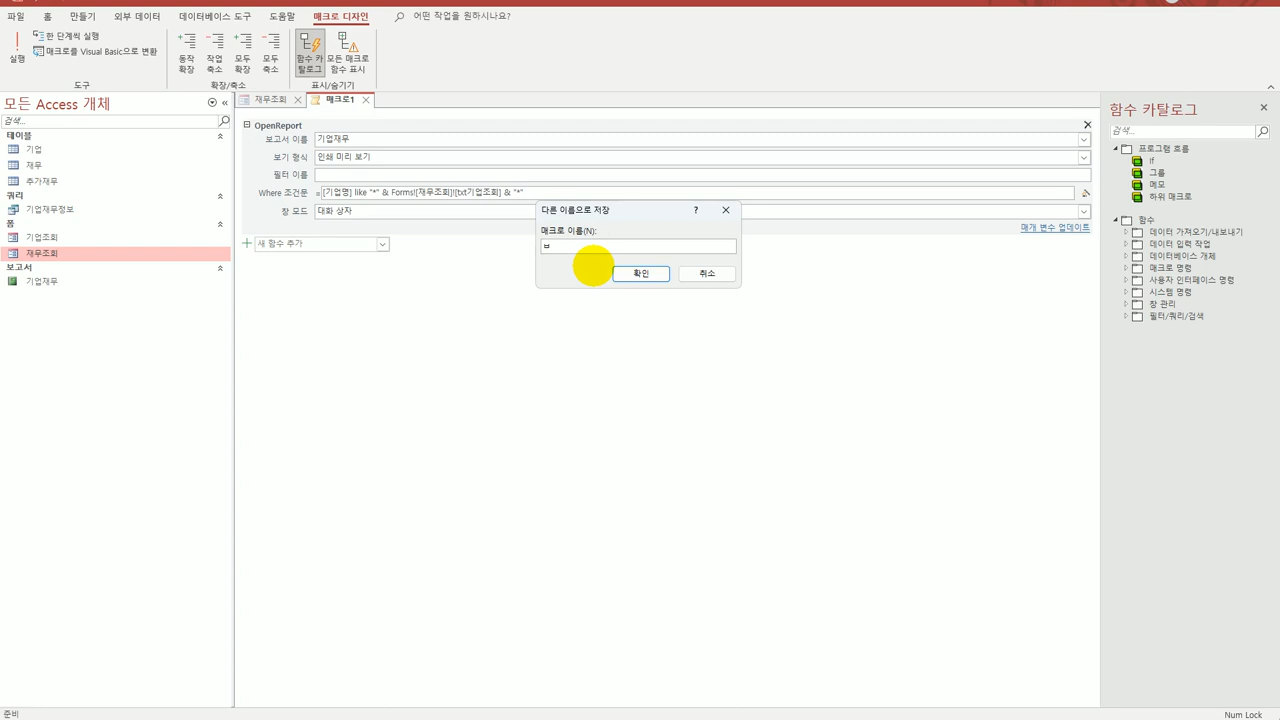 파일 홈 만들기 외부 데이터 데이터베이스 도구 도움말 매크로 디자인 어떤 작업을 원하시나요?
실행
한 단계씩 실행
매크로를 Visual Basic으로 변환
동작 확장
작업 축소
모두 확장
모두 축소
함수 카탈로그
모든 매크로 함수 표시
도구 확장/축소 표시/숨기기
모든 Access 개체
검색...
테이블
기업
재무
추가재무
쿼리
기업재무정보
폼
기업조회
재무조회
보고서
기업재무
재무조회 매크로1
OpenReport
보고서 이름 기업재무
보기 형식 인쇄 미리 보기
필터 이름
Where 조건문 =[기업명] like "*" & Forms![재무조회]![txt기업조회] & "*"
창 모드 대화 상자
매개 변수 업데이트
새 함수 추가
다른 이름으로 저장 ?
매크로 이름(N):
ㅂ
확인 취소
함수 카탈로그
검색...
프로그램 흐름
If
그룹
메모
하위 매크로
함수
데이터 가져오기/내보내기
데이터 입력 작업
데이터베이스 개체
매크로 명령
사용자 인터페이스 명령
시스템 명령
창 관리
필터/쿼리/검색
준비 Num Lock